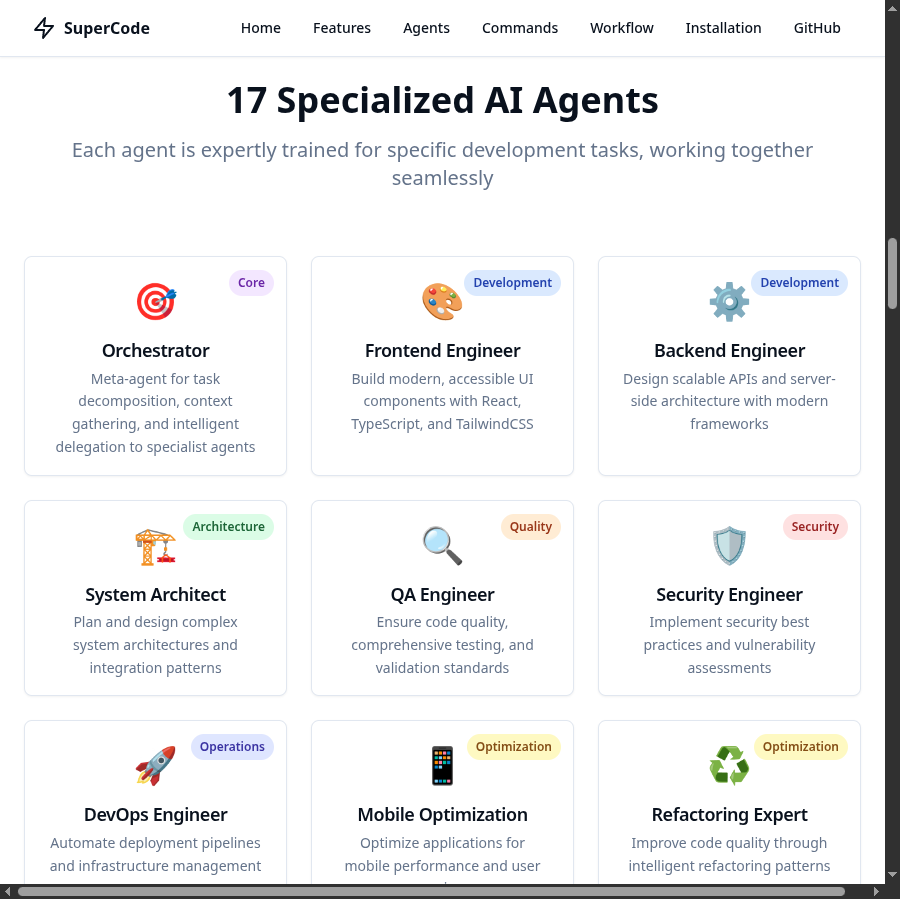 SuperCode
Home
Features
Agents
Commands
Workflow
Installation
GitHub
17 Specialized AI Agents
Each agent is expertly trained for specific development tasks, working together
seamlessly
Core
Orchestrator
Meta-agent for task
decomposition, context
gathering, and intelligent
delegation to specialist agents
Development
Frontend Engineer
Build modern, accessible UI
components with React,
TypeScript, and TailwindCSS
Development
Backend Engineer
Design scalable APIs and server-
side architecture with modern
frameworks
Architecture
System Architect
Plan and design complex
system architectures and
integration patterns
Quality
QA Engineer
Ensure code quality,
comprehensive testing, and
validation standards
Security
Security Engineer
Implement security best
practices and vulnerability
assessments
Operations
DevOps Engineer
Automate deployment pipelines
and infrastructure management
Optimization
Mobile Optimization
Optimize applications for
mobile performance and user
Optimization
Refactoring Expert
Improve code quality through
intelligent refactoring patterns